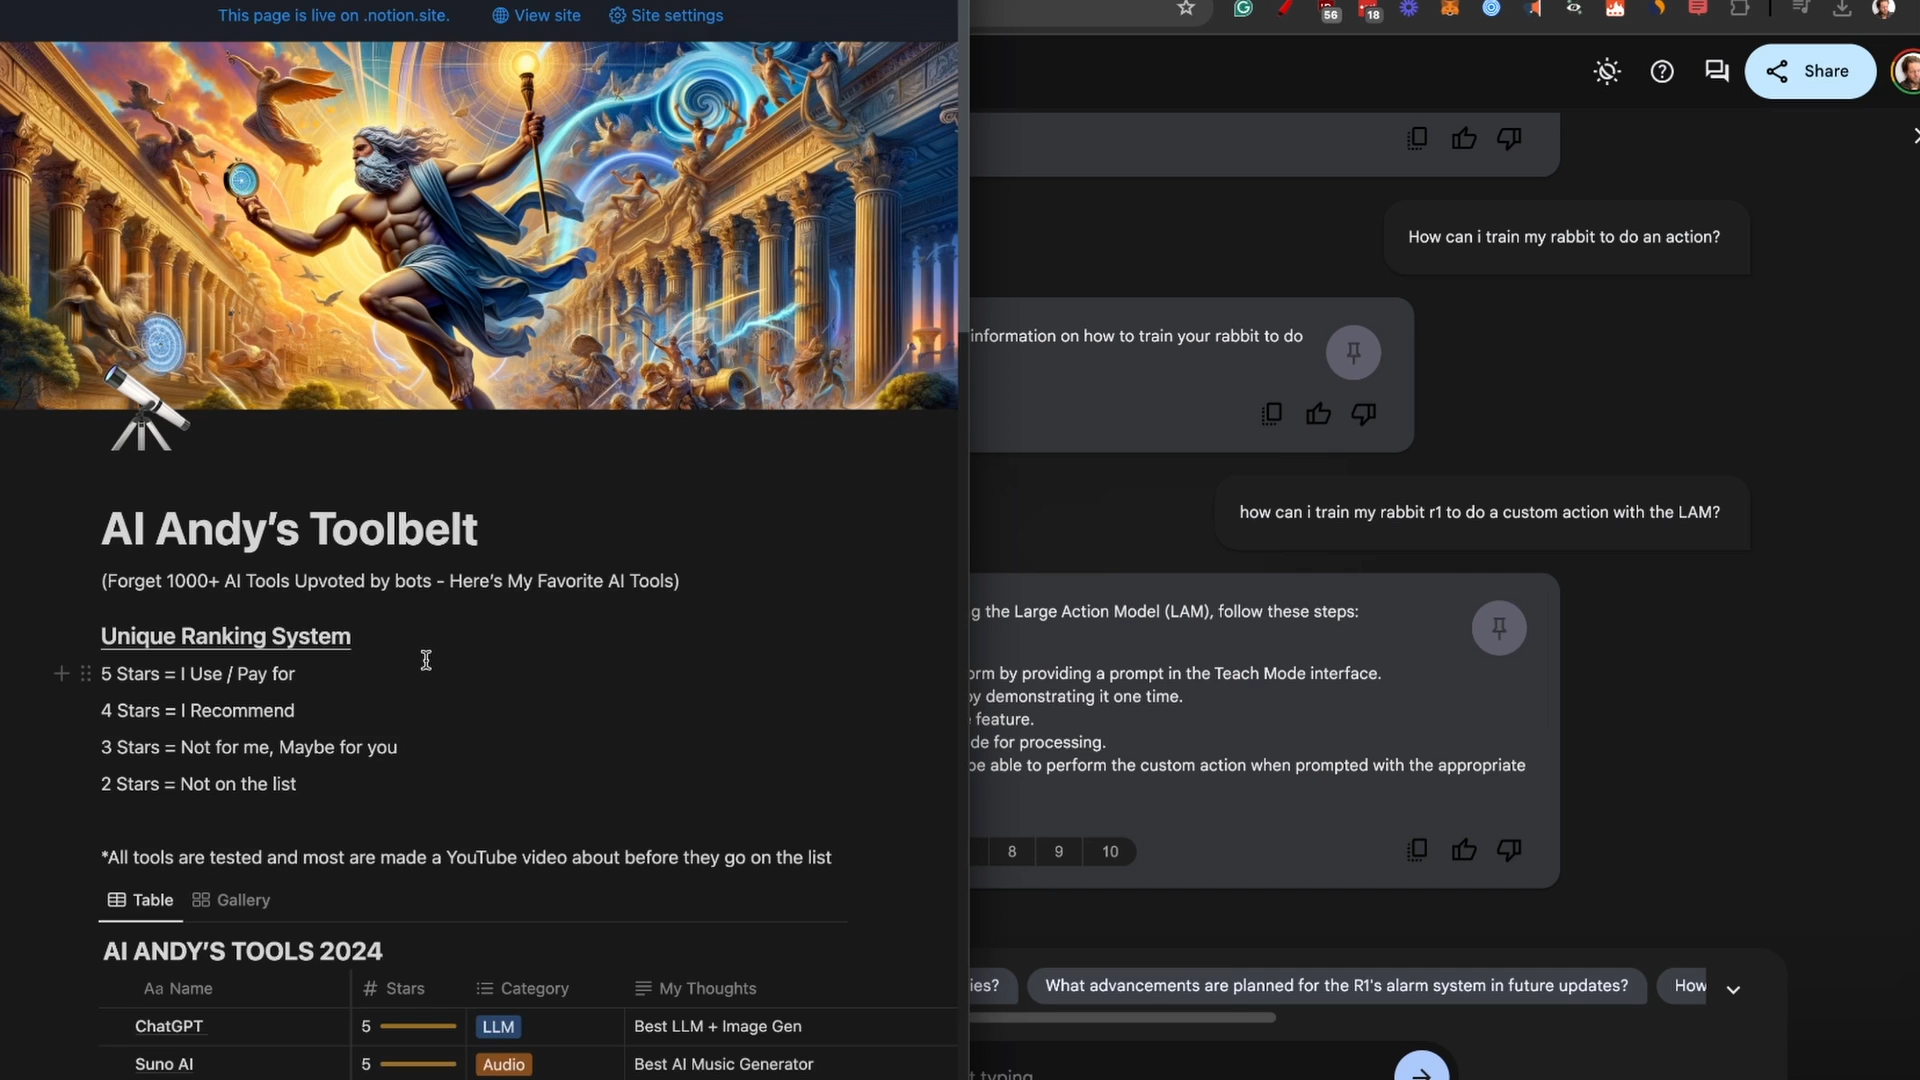 This page is live on .notion.site.
View site
Site settings
56
18
Share
AI Andy's Toolbelt
(Forget 1000+ AI Tools Upvoted by bots - Here's My Favorite AI Tools)
Unique Ranking System
5 Stars = I Use / Pay for
4 Stars = I Recommend
3 Stars = Not for me, Maybe for you
2 Stars = Not on the list
*All tools are tested and most are made a YouTube video about before they go on the list
Table
Gallery
AI ANDY'S TOOLS 2024
Aa Name
# Stars
Category
My Thoughts
ChatGPT
5
LLM
Best LLM + Image Gen
Suno AI
5
Audio
Best AI Music Generator
How can i train my rabbit to do an action?
information on how to train your rabbit to do
how can i train my rabbit r1 to do a custom action with the LAM?
g the Large Action Model (LAM), follow these steps:
orm by providing a prompt in the Teach Mode interface.
by demonstrating it one time.
feature.
de for processing.
be able to perform the custom action when prompted with the appropriate
8
9
10
ies?
What advancements are planned for the R1's alarm system in future updates?
How
typing